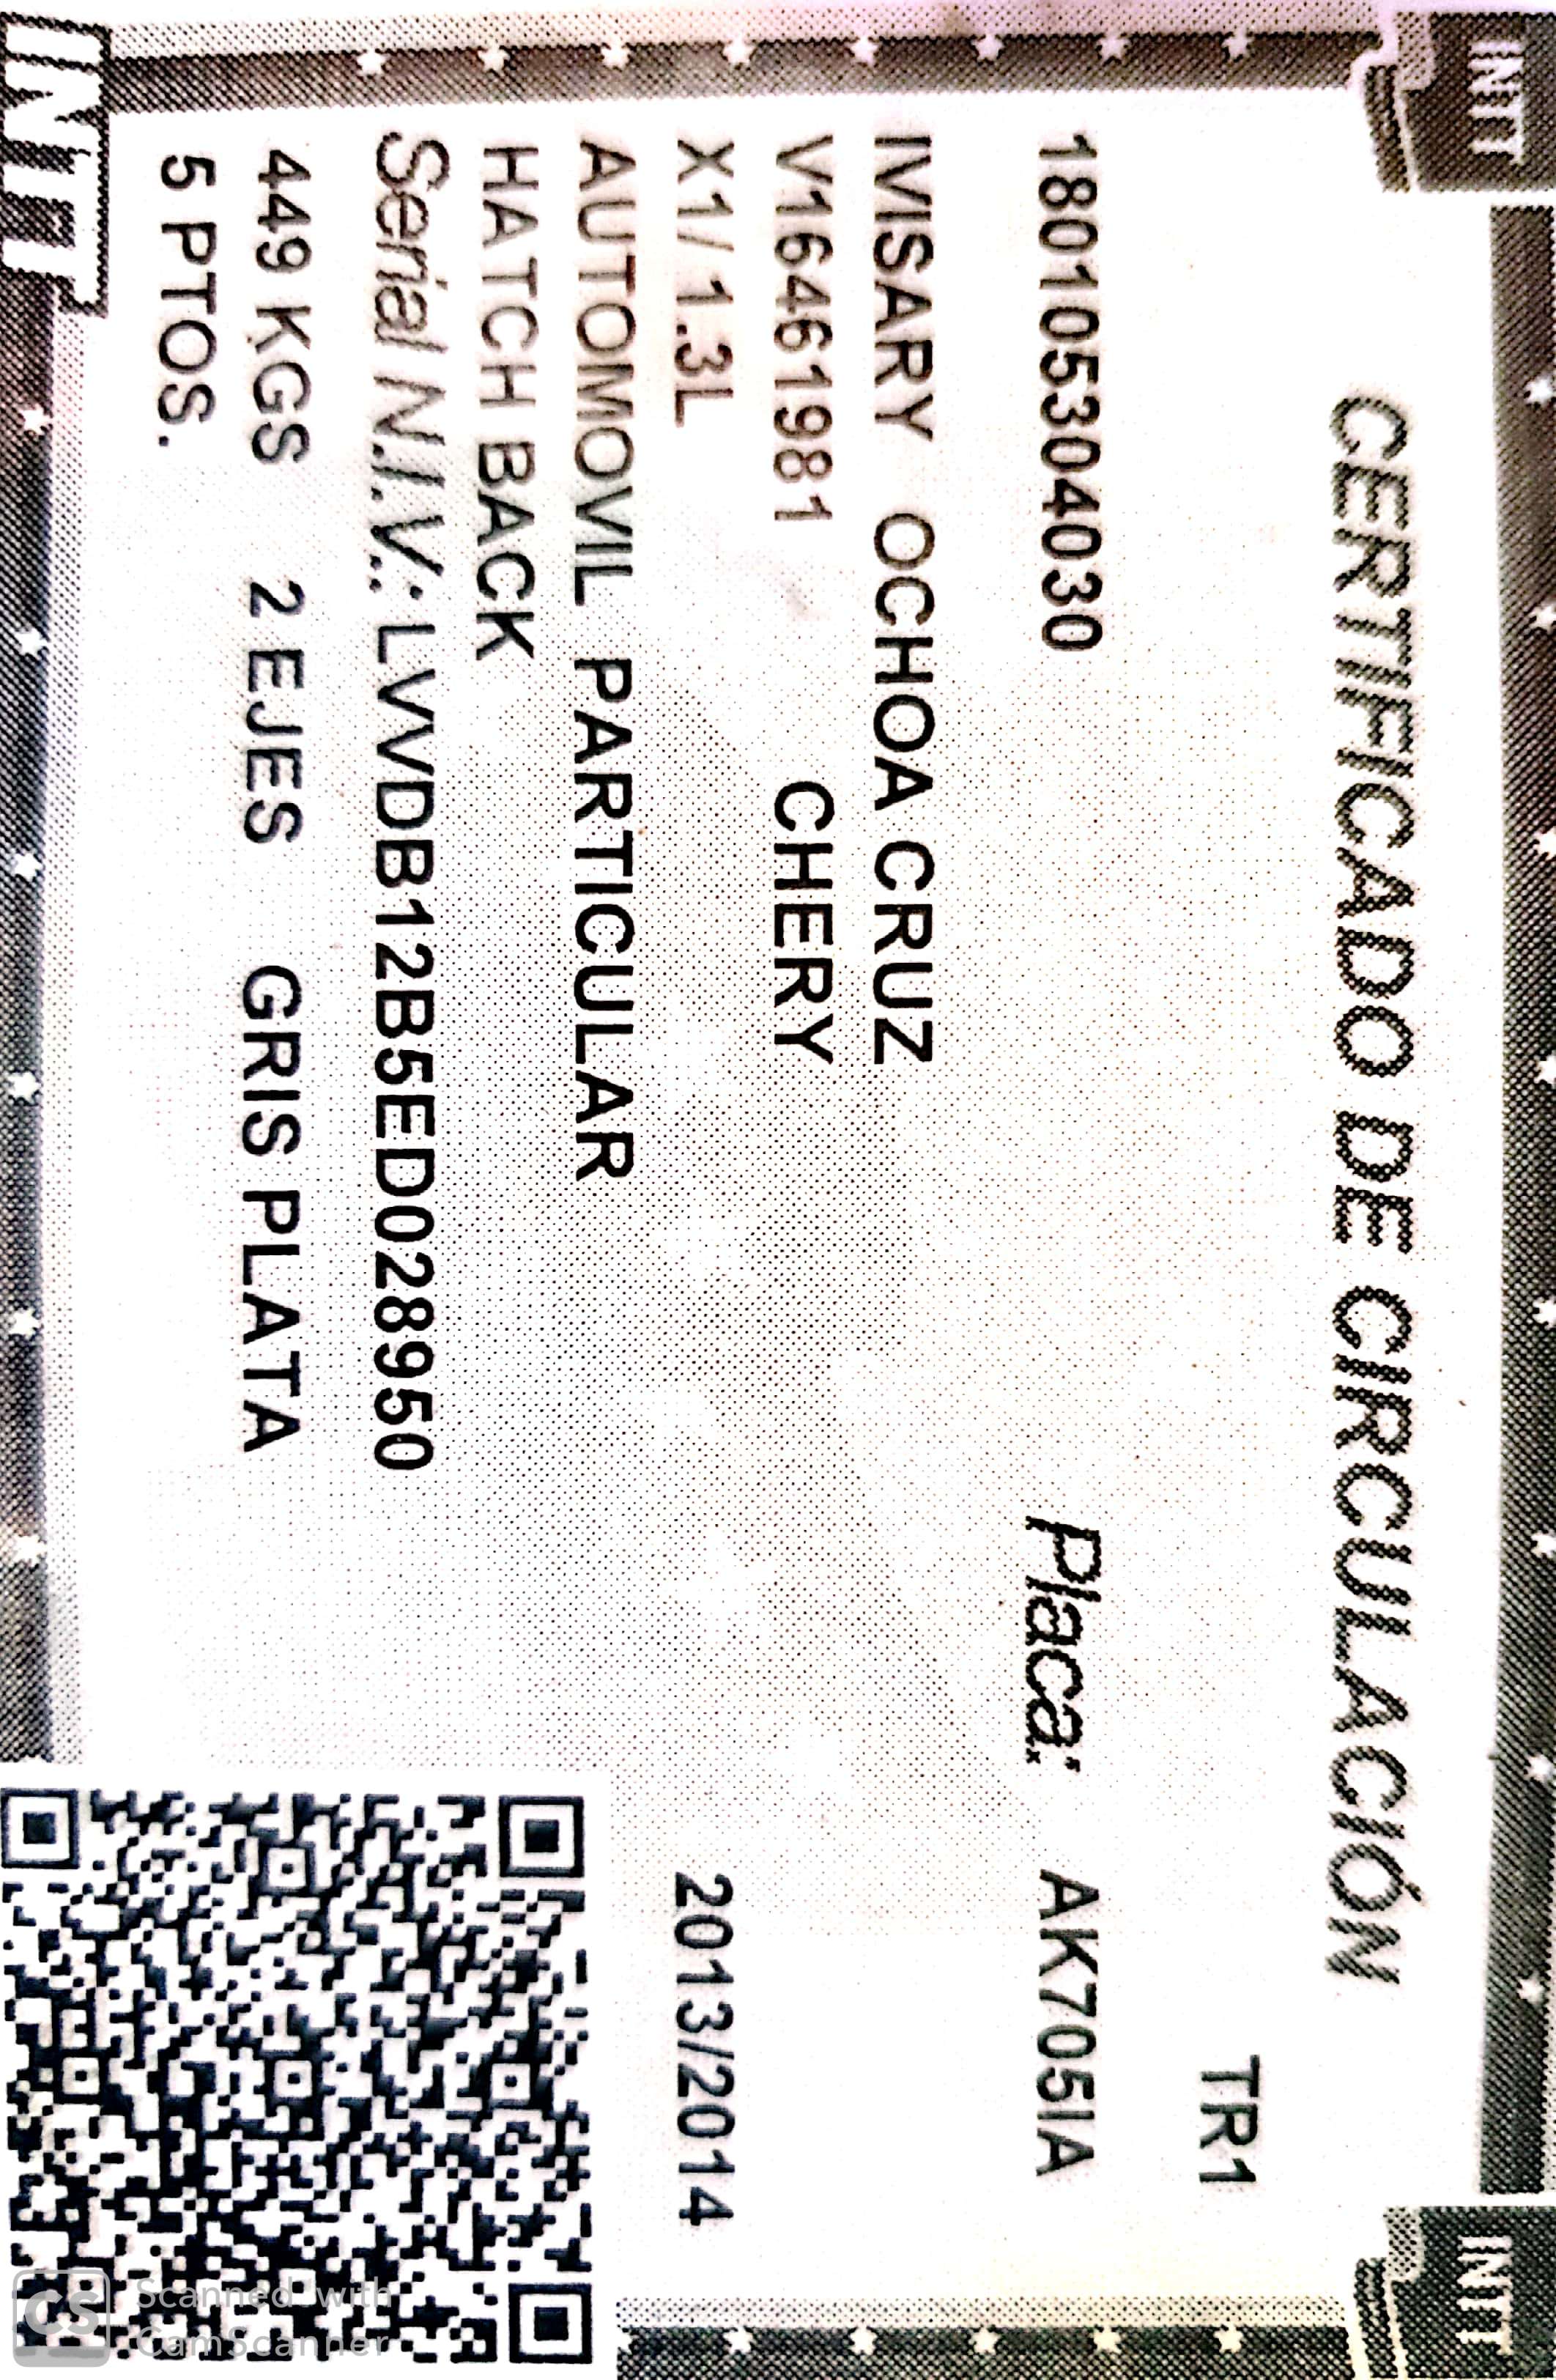 INTT
INTT
CERTIFICADO DE CIRCULACIÓN
TR1
180105304030 Placa: AK705IA
IVISARY OCHOA CRUZ
V16461981 CHERY
X1/ 1.3L 2013/2014
AUTOMOVIL PARTICULAR
HATCH BACK
Serial N.I.V.: LVVDB12B5ED028950
449 KGS 2 EJES GRIS PLATA
5 PTOS.
INTT
CS Scanned with
CamScanner